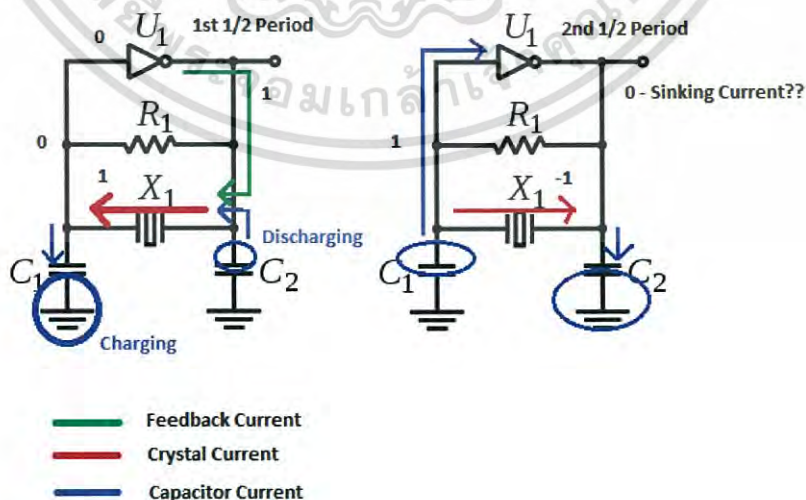 0 U1 1st 1/2 Period
1
0 R1
1 X1
Discharging
C1 C2
Charging
U1 2nd 1/2 Period
0 - Sinking Current??
1 R1
X1 -1
C1 C2
Feedback Current
Crystal Current
Capacitor Current